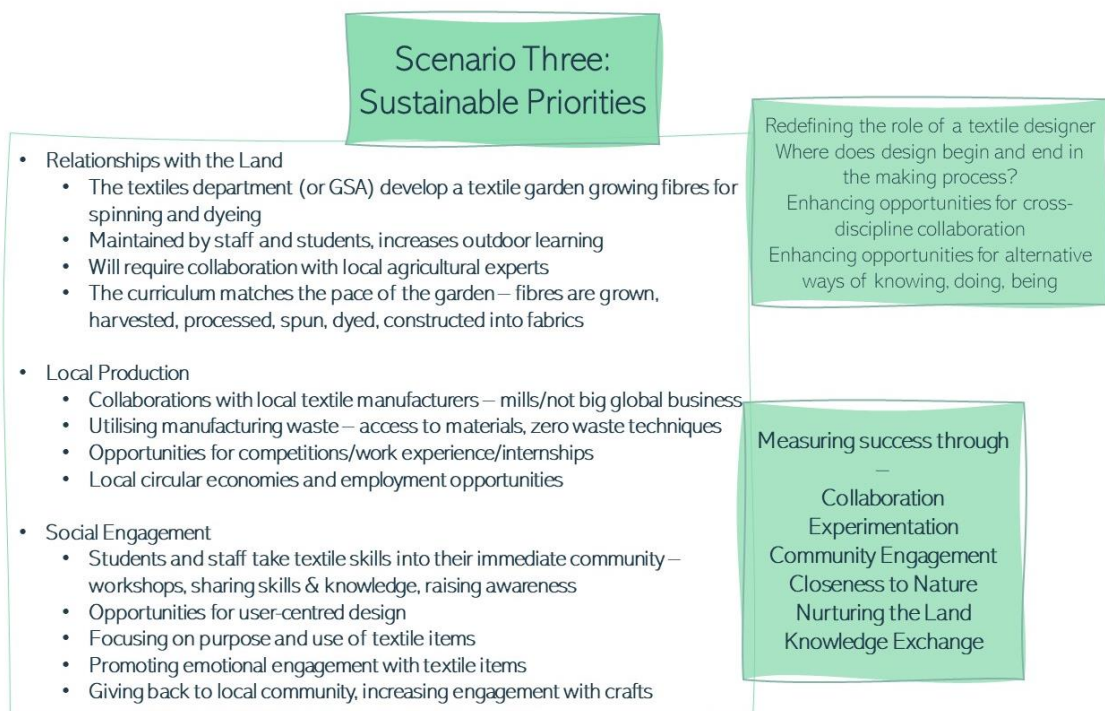 Scenario Three:
Sustainable Priorities
• Relationships with the Land
• The textiles department (or GSA) develop a textile garden growing fibres for
spinning and dyeing
• Maintained by staff and students, increases outdoor learning
• Will require collaboration with local agricultural experts
• The curriculum matches the pace of the garden – fibres are grown,
harvested, processed, spun, dyed, constructed into fabrics
• Local Production
• Collaborations with local textile manufacturers – mills/not big global business
• Utilising manufacturing waste – access to materials, zero waste techniques
• Opportunities for competitions/work experience/internships
• Local circular economies and employment opportunities
• Social Engagement
• Students and staff take textile skills into their immediate community –
workshops, sharing skills & knowledge, raising awareness
• Opportunities for user-centred design
• Focusing on purpose and use of textile items
• Promoting emotional engagement with textile items
• Giving back to local community, increasing engagement with crafts
Redefining the role of a textile designer
Where does design begin and end in
the making process?
Enhancing opportunities for cross-
discipline collaboration
Enhancing opportunities for alternative
ways of knowing, doing, being
Measuring success through
–
Collaboration
Experimentation
Community Engagement
Closeness to Nature
Nurturing the Land
Knowledge Exchange